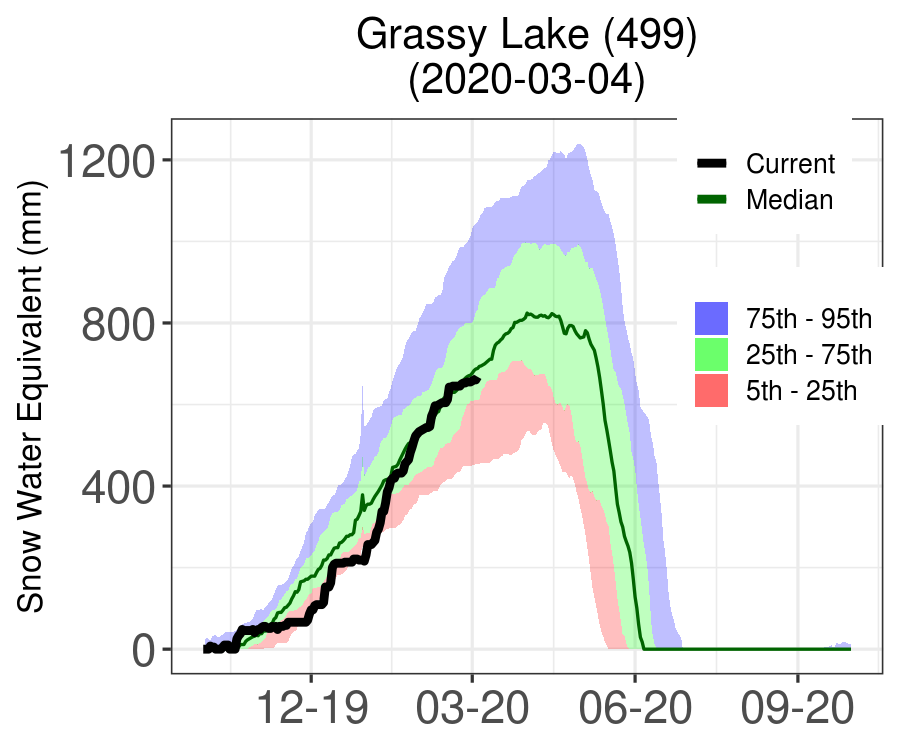 Grassy Lake (499)
(2020-03-04)
Snow Water Equivalent (mm)
1200
800
400
0
12-19
03-20
06-20
09-20
Current
Median
75th - 95th
25th - 75th
5th - 25th